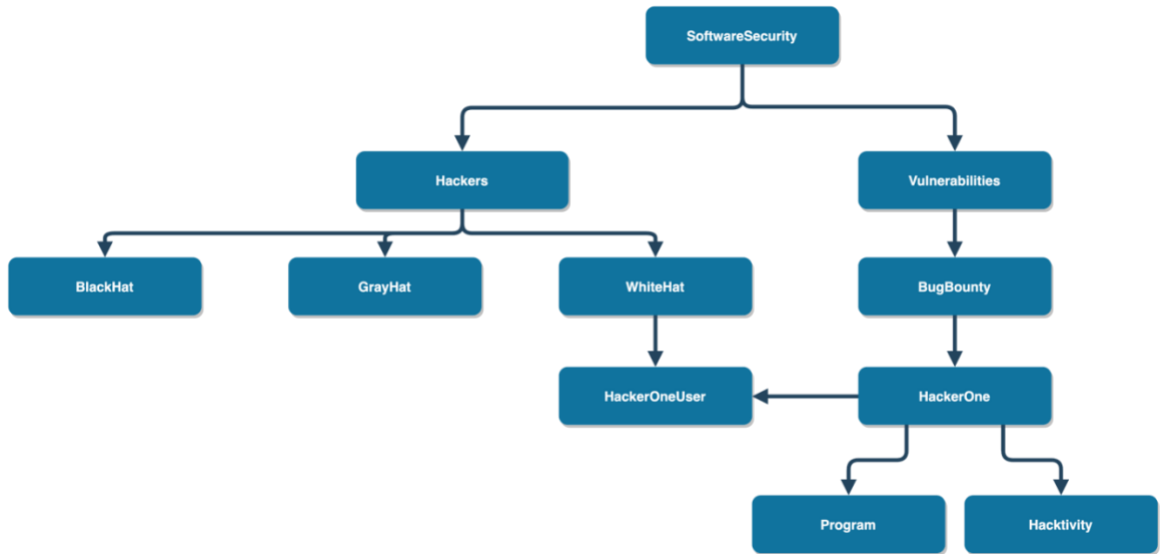 SoftwareSecurity
Hackers
Vulnerabilities
BlackHat
GrayHat
WhiteHat
BugBounty
HackerOneUser
HackerOne
Program
Hacktivity